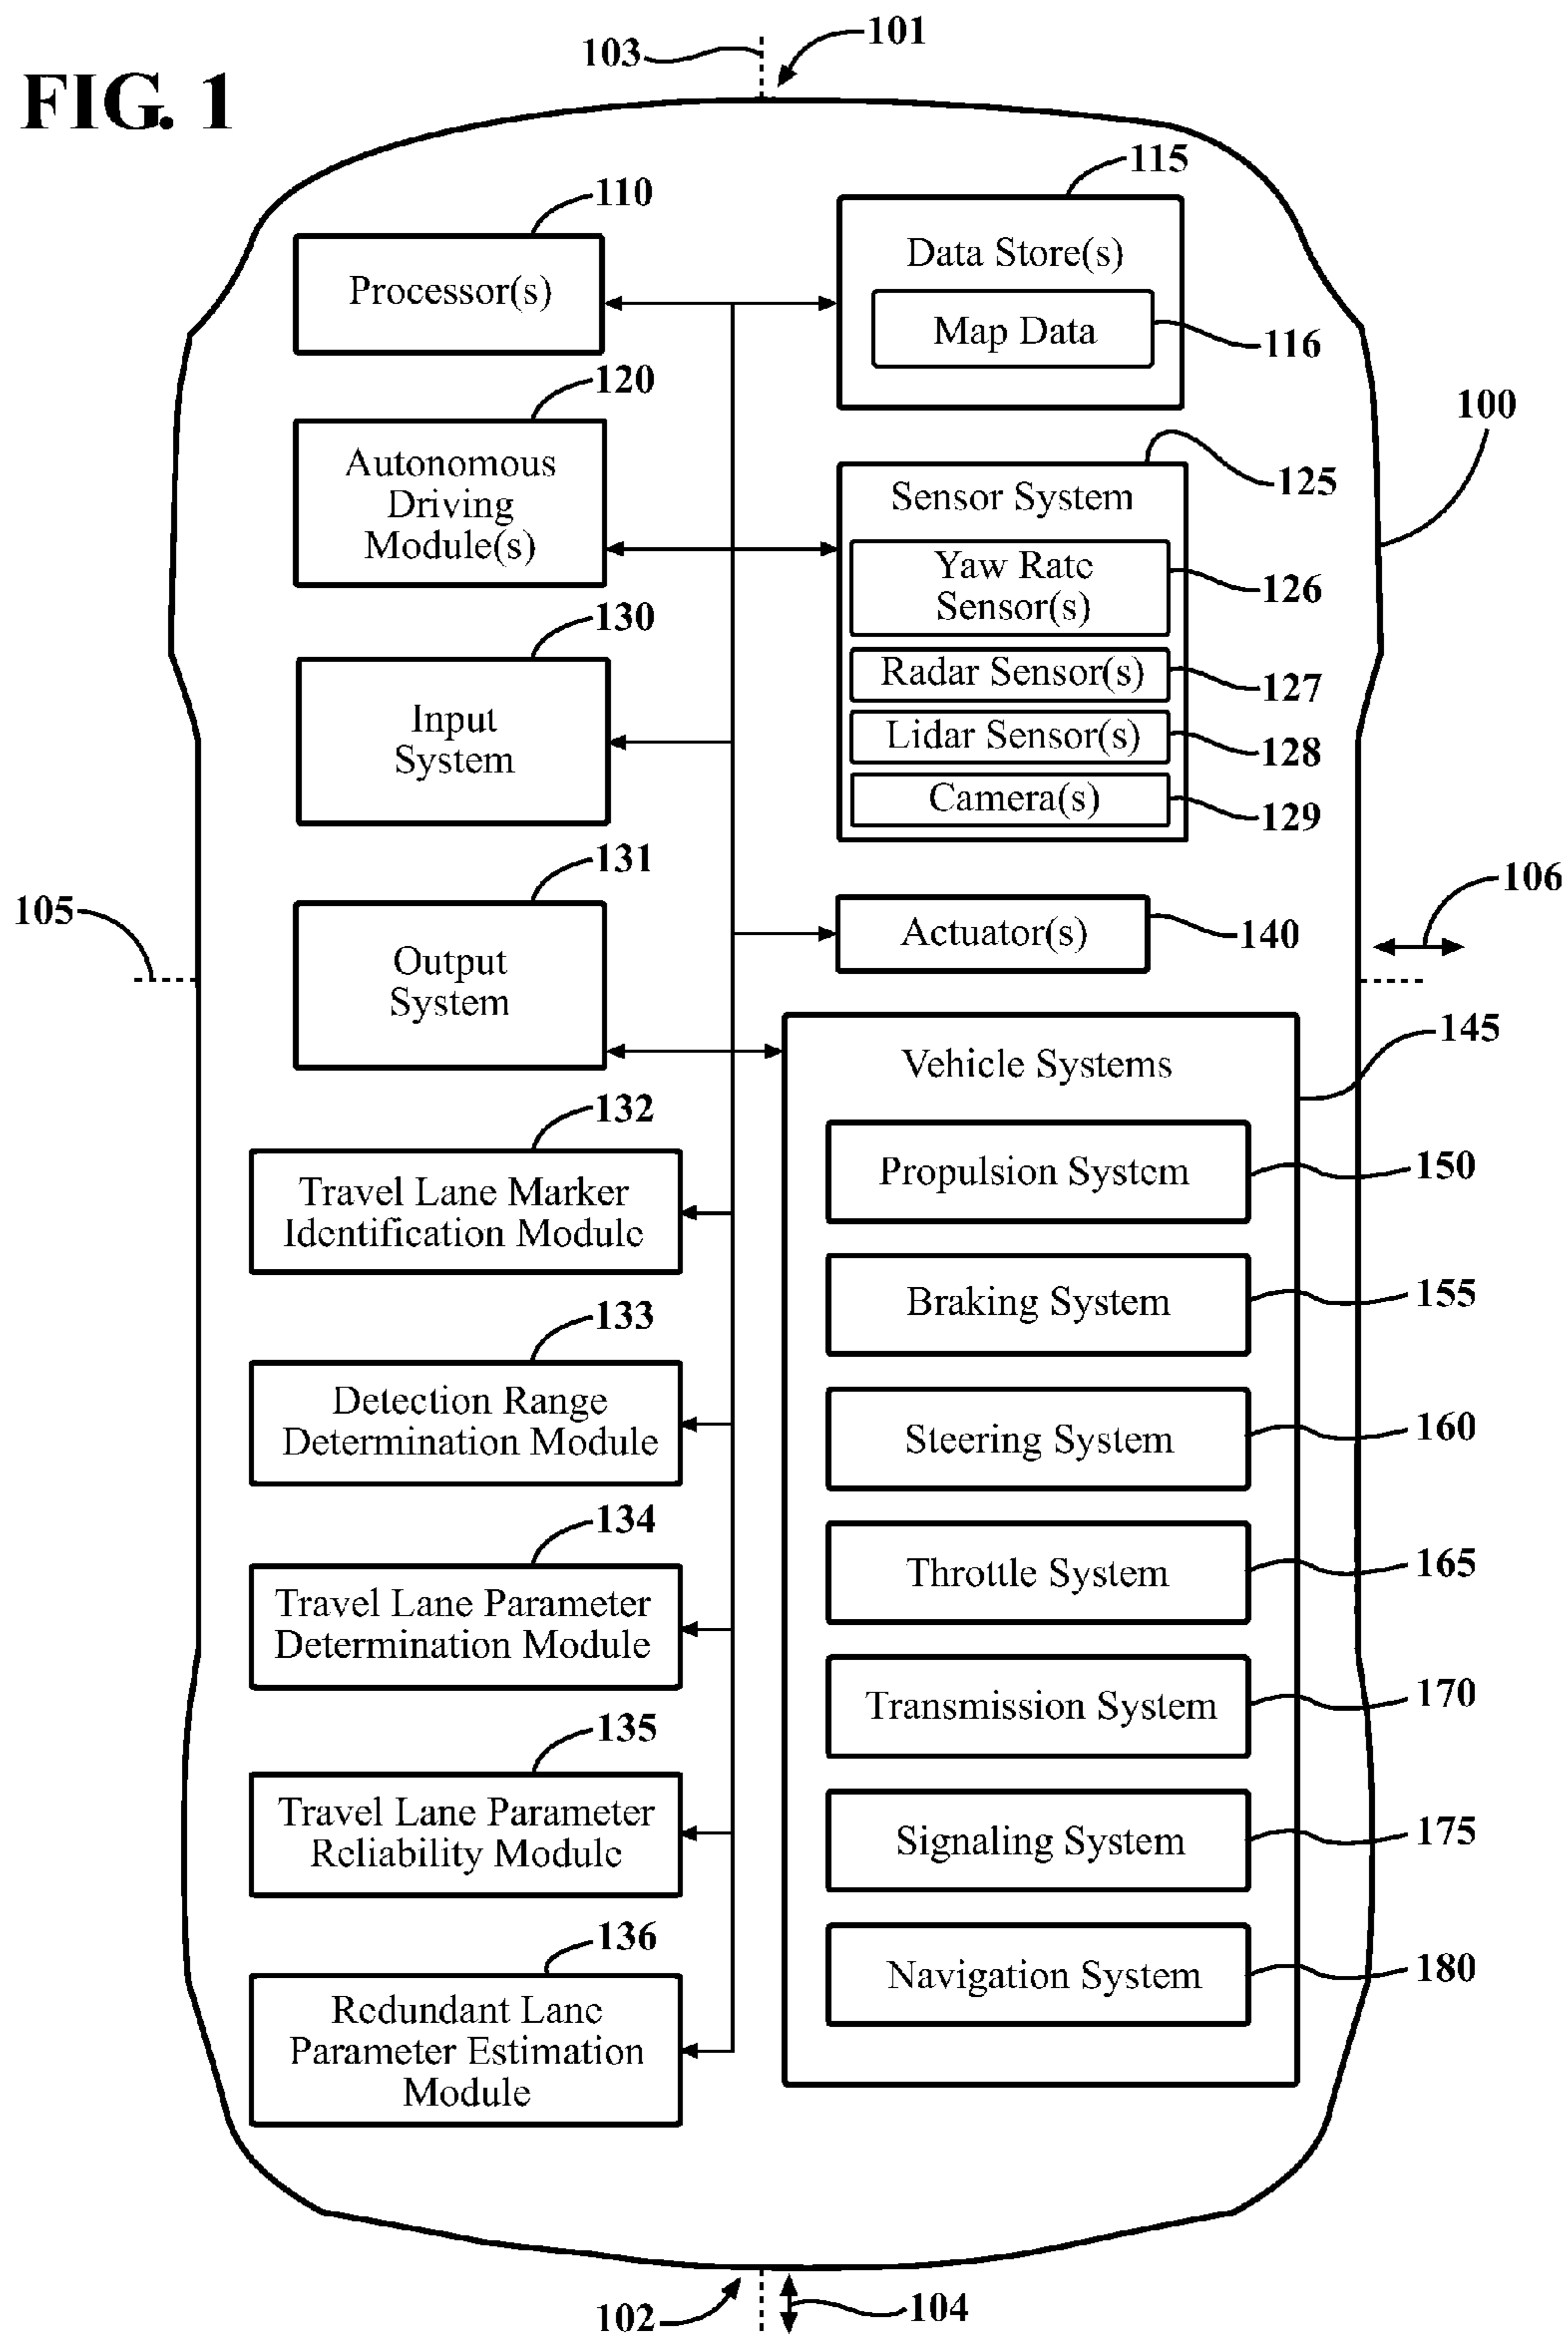 FIG. 1
103
101
110
Processor(s)
115
Data Store(s)
Map Data
116
120
Autonomous
Driving
Module(s)
100
125
Sensor System
Yaw Rate
Sensor(s)
126
Radar Sensor(s)
127
Lidar Sensor(s)
128
Camera(s)
129
130
Input
System
131
Output
System
105
106
Actuator(s)
140
145
Vehicle Systems
132
Travel Lane Marker
Identification Module
Propulsion System
150
Braking System
155
133
Detection Range
Determination Module
Steering System
160
134
Travel Lane Parameter
Determination Module
Throttle System
165
Transmission System
170
135
Travel Lane Parameter
Reliability Module
Signaling System
175
136
Redundant Lane
Parameter Estimation
Module
Navigation System
180
102
104